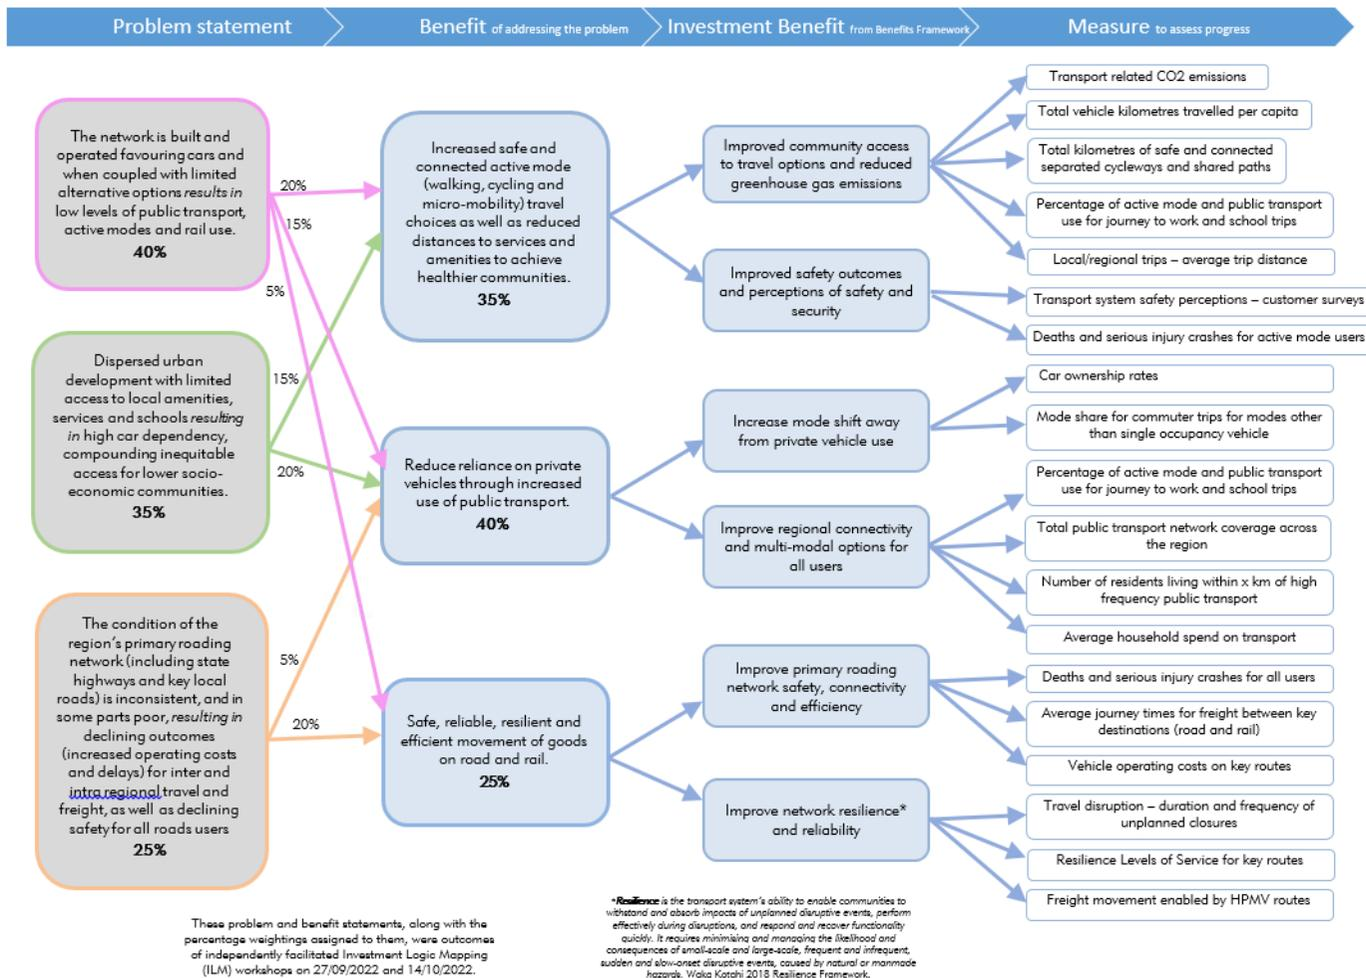 Problem statement
Benefit of addressing the problem
Investment Benefit from Benefits Framework
Measure to assess progress
The network is built and
operated favouring cars and
when coupled with limited
alternative options results in
low levels of public transport,
active modes and rail use.
40%
Dispersed urban
development with limited
access to local amenities,
services and schools resulting
in high car dependency,
compounding inequitable
access for lower socio-
economic communities.
35%
The condition of the
region's primary roading
network (including state
highways and key local
roads) is inconsistent, and in
some parts poor, resulting in
declining outcomes
(increased operating costs
and delays) for inter and
intra regional travel and
freight, as well as declining
safety for all roads users
25%
20%
15%
5%
15%
20%
5%
20%
Increased safe and
connected active mode
(walking, cycling and
micro-mobility) travel
choices as well as reduced
distances to services and
amenities to achieve
healthier communities.
35%
Reduce reliance on private
vehicles through increased
use of public transport.
40%
Safe, reliable, resilient and
efficient movement of goods
on road and rail.
25%
Improved community access
to travel options and reduced
greenhouse gas emissions
Improved safety outcomes
and perceptions of safety and
security
Increase mode shift away
from private vehicle use
Improve regional connectivity
and multi-modal options for
all users
Improve primary roading
network safety, connectivity
and efficiency
Improve network resilience*
and reliability
Transport related CO2 emissions
Total vehicle kilometres travelled per capita
Total kilometres of safe and connected
separated cycleways and shared paths
Percentage of active mode and public transport
use for journey to work and school trips
Local/regional trips – average trip distance
Transport system safety perceptions – customer surveys
Deaths and serious injury crashes for active mode users
Car ownership rates
Mode share for commuter trips for modes other
than single occupancy vehicle
Percentage of active mode and public transport
use for journey to work and school trips
Total public transport network coverage across
the region
Number of residents living within x km of high
frequency public transport
Average household spend on transport
Deaths and serious injury crashes for all users
Average journey times for freight between key
destinations (road and rail)
Vehicle operating costs on key routes
Travel disruption – duration and frequency of
unplanned closures
Resilience Levels of Service for key routes
Freight movement enabled by HPMV routes
These problem and benefit statements, along with the
percentage weightings assigned to them, were outcomes
of independently facilitated Investment Logic Mapping
(ILM) workshops on 27/09/2022 and 14/10/2022.
*Resilience is the transport system's ability to enable communities to
withstand and absorb impacts of unplanned disruptive events, perform
effectively during disruptions, and respond and recover functionality
quickly. It requires minimising and managing the likelihood and
consequences of small-scale and large-scale, frequent and infrequent,
sudden and slow-onset disruptive events, caused by natural or manmade
hazards. Waka Kotahi 2018 Resilience Framework.